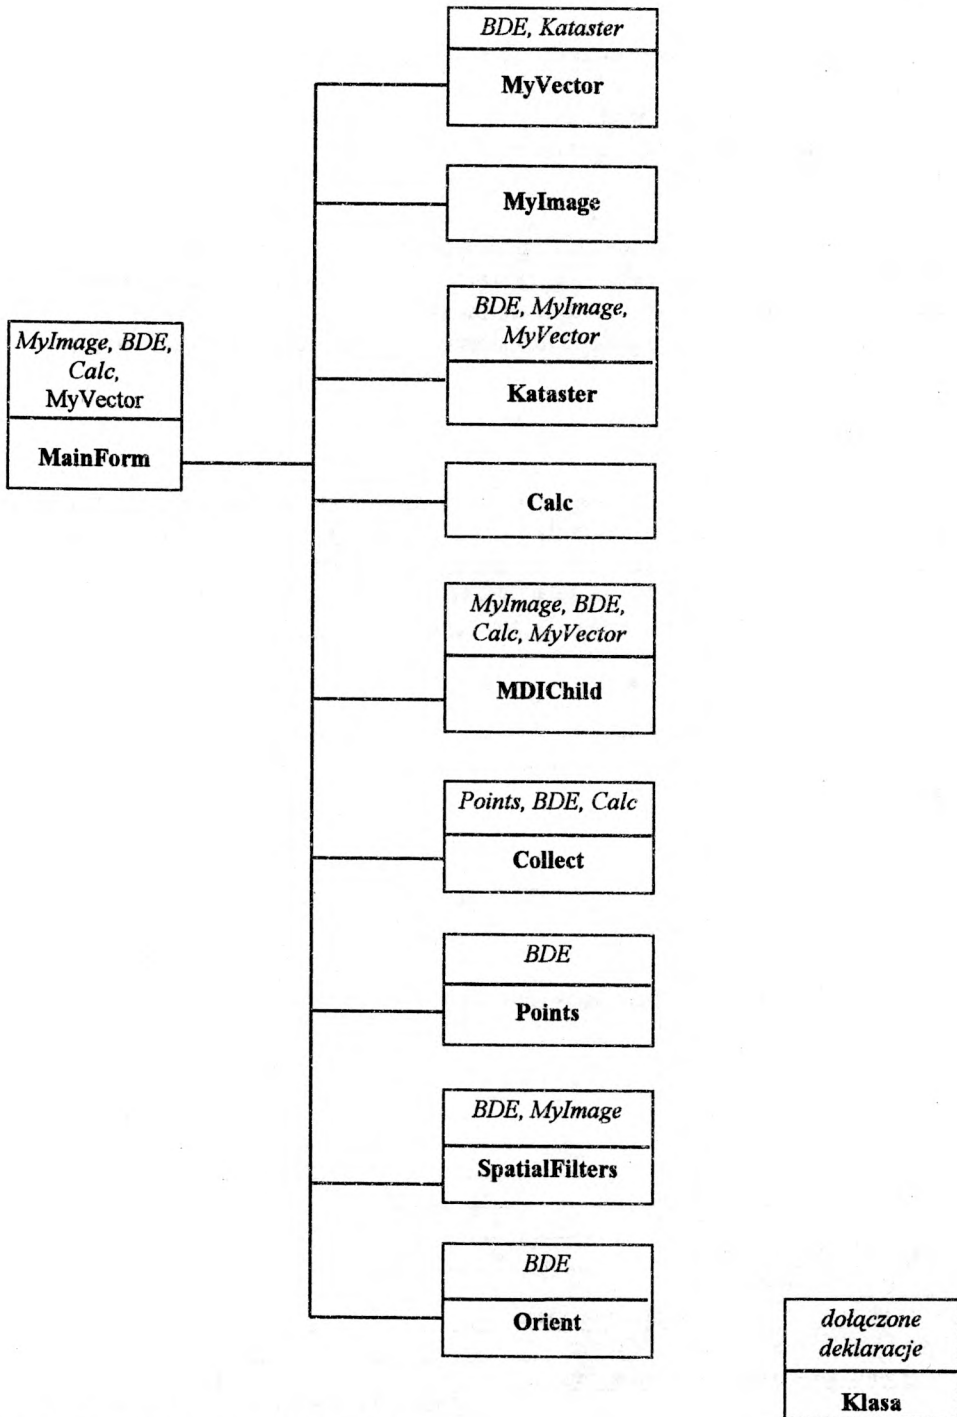 BDE, Kataster
MyVector
MyImage
BDE, MyImage,
MyVector
Kataster
MyImage, BDE,
Calc,
MyVector
MainForm
Calc
MyImage, BDE,
Calc, MyVector
MDIChild
Points, BDE, Calc
Collect
BDE
Points
BDE, MyImage
SpatialFilters
BDE
Orient
dołączone
deklaracje
Klasa